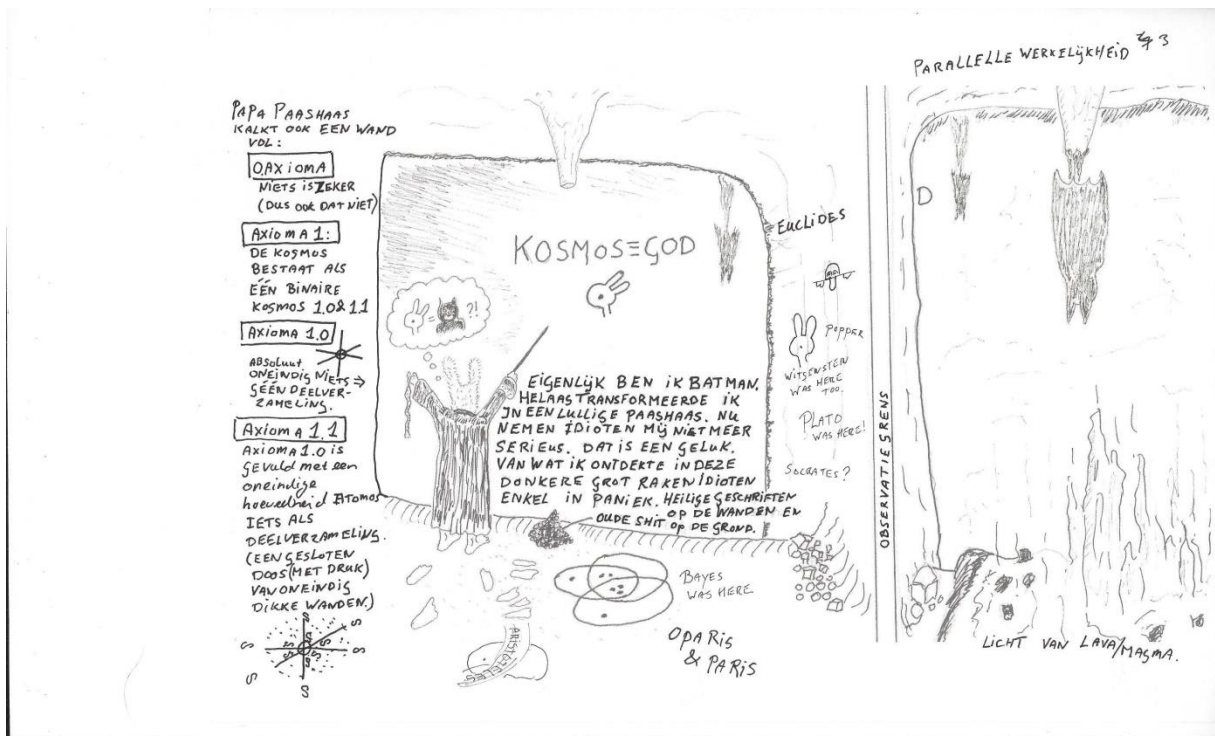 PAPA PAASHAAS
KALKT OOK EEN WAND
VOL:
0,AXIOMA
NIETS IS ZEKER
(DUS OOK DAT NIET)
AXIOMA 1:
DE KOSMOS
BESTAAT ALS
ÉÉN BINAIRE
KOSMOS 1.0 & 1.1
AXIOMA 1.0
ABSOLUUT
ONEINDIG NIETS ⇒
GÉÉN DEELVER-
ZAMELING.
AXIOMA 1.1
AXIOMA 1.0 IS
GEVULD MET EEN
ONEINDIGE
HOEVEELHEID ATOMOS
IETS ALS
DEELVERZAMELING.
(EEN GESLOTEN
DOOS (MET DRUK)
VAN ONEINDIG
DIKKE WANDEN.)
S S S S S S S S S S S S
KOSMOS≡GOD
= ?!
EIGENLIJK BEN IK BATMAN.
HELAAS TRANSFORMEERDE IK
IN EEN LULLIGE PAASHAAS. NU
NEMEN IDIOTEN MIJ NIET MEER
SERIEUS. DAT IS EEN GELUK.
VAN WAT IK ONTDEKTE IN DEZE
DONKERE GROT RAKEN IDIOTEN
ENKEL IN PANIEK. HEILIGE GESCHRIFTEN
OP DE WANDEN EN
OUDE SHIT OP DE GROND.
EUCLIDES
POPPER
WITGENSTEIN
WAS HERE
TOO.
PLATO
WAS HERE!
SOCRATES?
BAYES
WAS HERE
ARISTOTELES
OPARIS
& PARIS
OBSERVATIEGRENS
PARALLELLE WERKELIJKHEID 3
D
LICHT VAN LAVA/MAGMA.